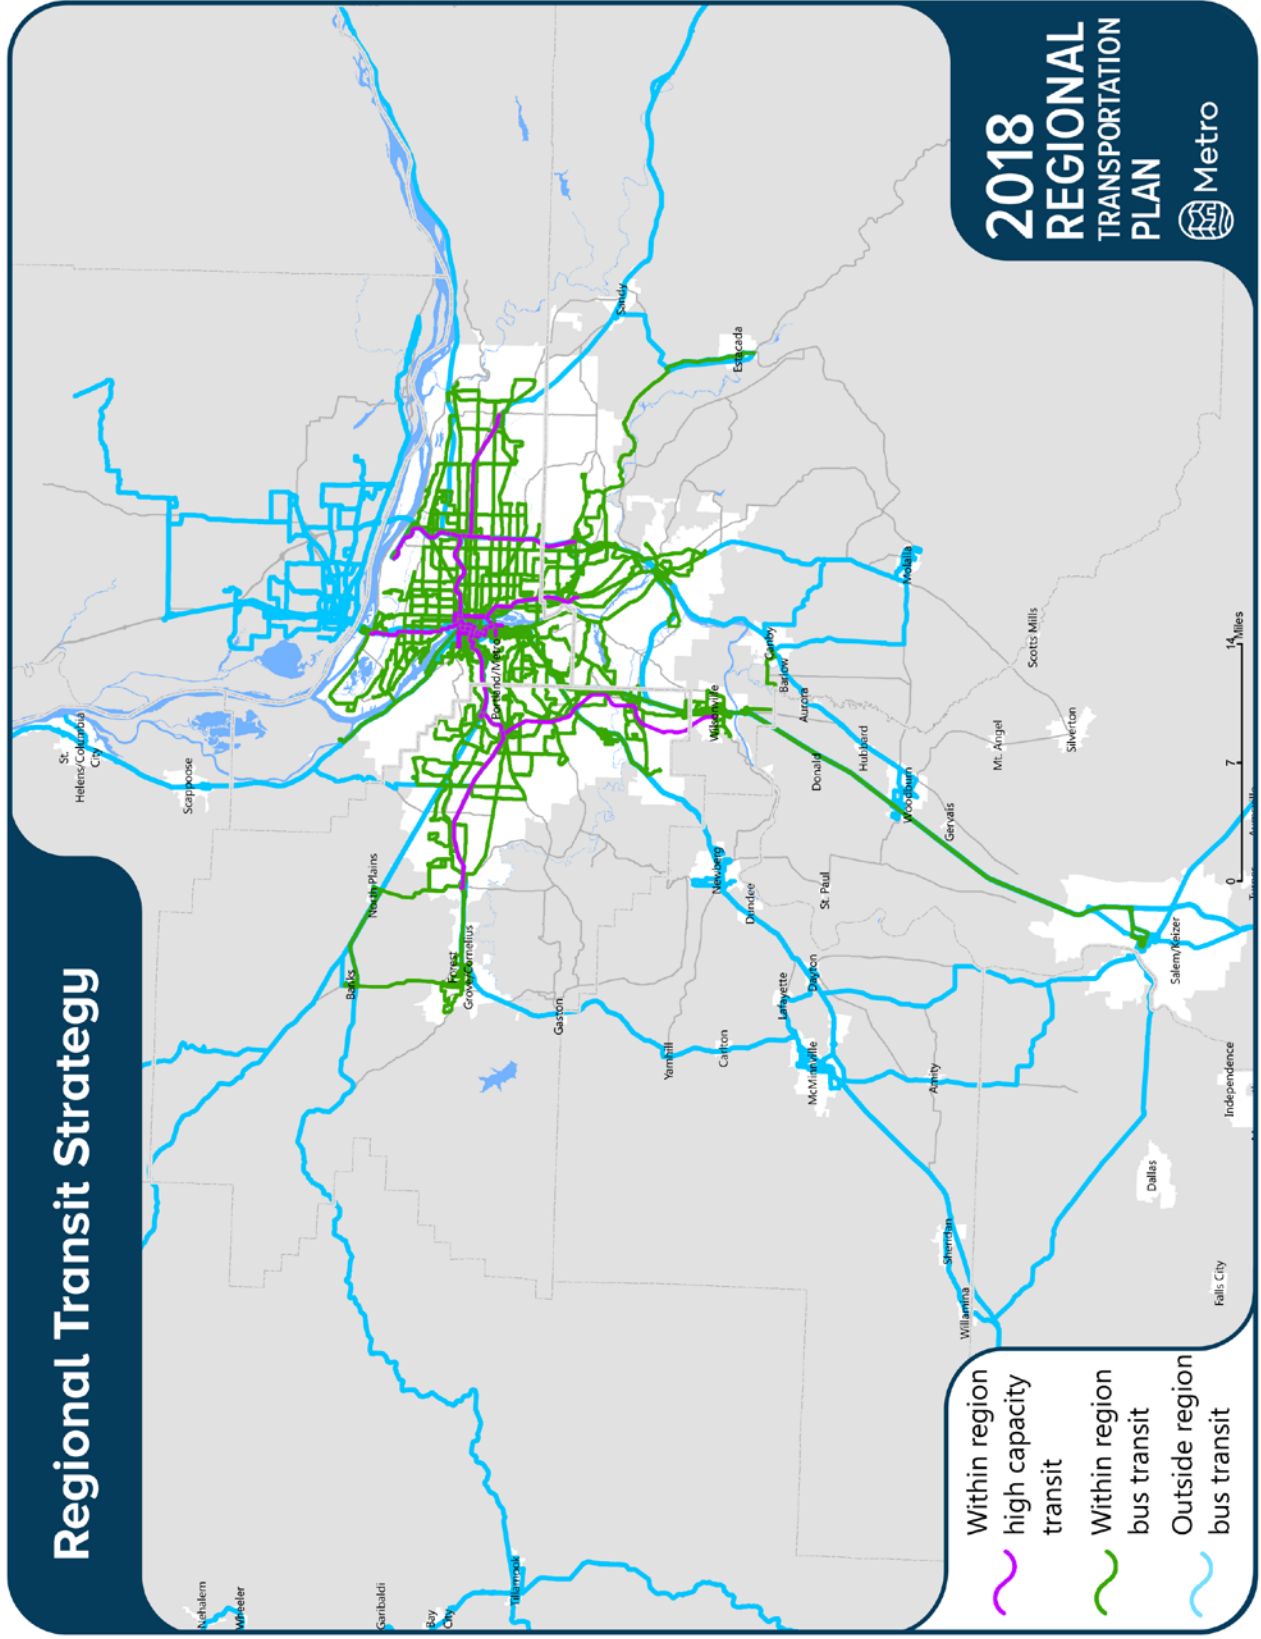 Regional Transit Strategy
2018
REGIONAL
TRANSPORTATION
PLAN
Metro
St.
Helens/Columbia
City
Scappoose
North Plains
Banks
Forest
Grove/Cornelius
Portland/Metro
Sandy
Estacada
Gaston
Yamhill
Carlton
Newberg
Dundee
St. Paul
Lafayette
Dayton
McMinnville
Amity
Wilsonville
Canby
Barlow
Aurora
Donald
Hubbard
Woodburn
Gervais
Molalla
Scotts Mills
Mt. Angel
Silverton
Salem/Keizer
Independence
Dallas
Falls City
Sheridan
Willamina
Nehalem
Wheeler
Garibaldi
Bay
City
Tillamook
0 7 14
Miles
Within region
high capacity
transit
Within region
bus transit
Outside region
bus transit